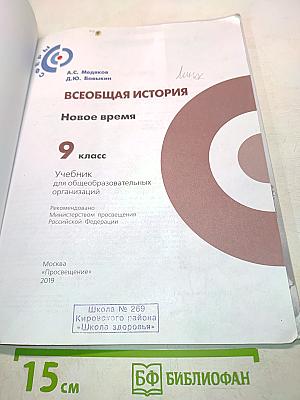 СФЕРЫ
А.С. Медяков
Д.Ю. Бовыкин
ВСЕОБЩАЯ ИСТОРИЯ
Новое время
9 класс
Учебник
для общеобразовательных
организаций
Рекомендовано
Министерством просвещения
Российской Федерации
Москва
«Просвещение»
2019
Школа № 269
Кировского района
«Школа здоровья»
15 см
БФ БИБЛИОФАН